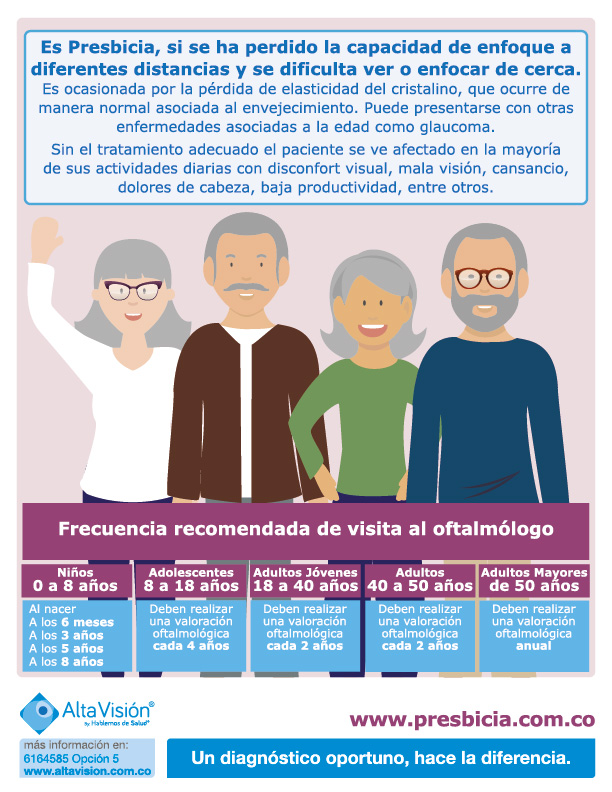 Es Presbicia, si se ha perdido la capacidad de enfoque a
diferentes distancias y se dificulta ver o enfocar de cerca.
Es ocasionada por la pérdida de elasticidad del cristalino, que ocurre de
manera normal asociada al envejecimiento. Puede presentarse con otras
enfermedades asociadas a la edad como glaucoma.
Sin el tratamiento adecuado el paciente se ve afectado en la mayoría
de sus actividades diarias con disconfort visual, mala visión, cansancio,
dolores de cabeza, baja productividad, entre otros.
Frecuencia recomendada de visita al oftalmólogo
Niños
0 a 8 años
Al nacer
A los 6 meses
A los 3 años
A los 5 años
A los 8 años
Adolescentes
8 a 18 años
Deben realizar
una valoración
oftalmológica
cada 4 años
Adultos Jóvenes
18 a 40 años
Deben realizar
una valoración
oftalmológica
cada 2 años
Adultos
40 a 50 años
Deben realizar
una valoración
oftalmológica
cada 2 años
Adultos Mayores
de 50 años
Deben realizar
una valoración
oftalmológica
anual
AltaVisión®
By Hablemos de Salud®
más información en:
6164585 Opción 5
www.altavision.com.co
www.presbicia.com.co
Un diagnóstico oportuno, hace la diferencia.